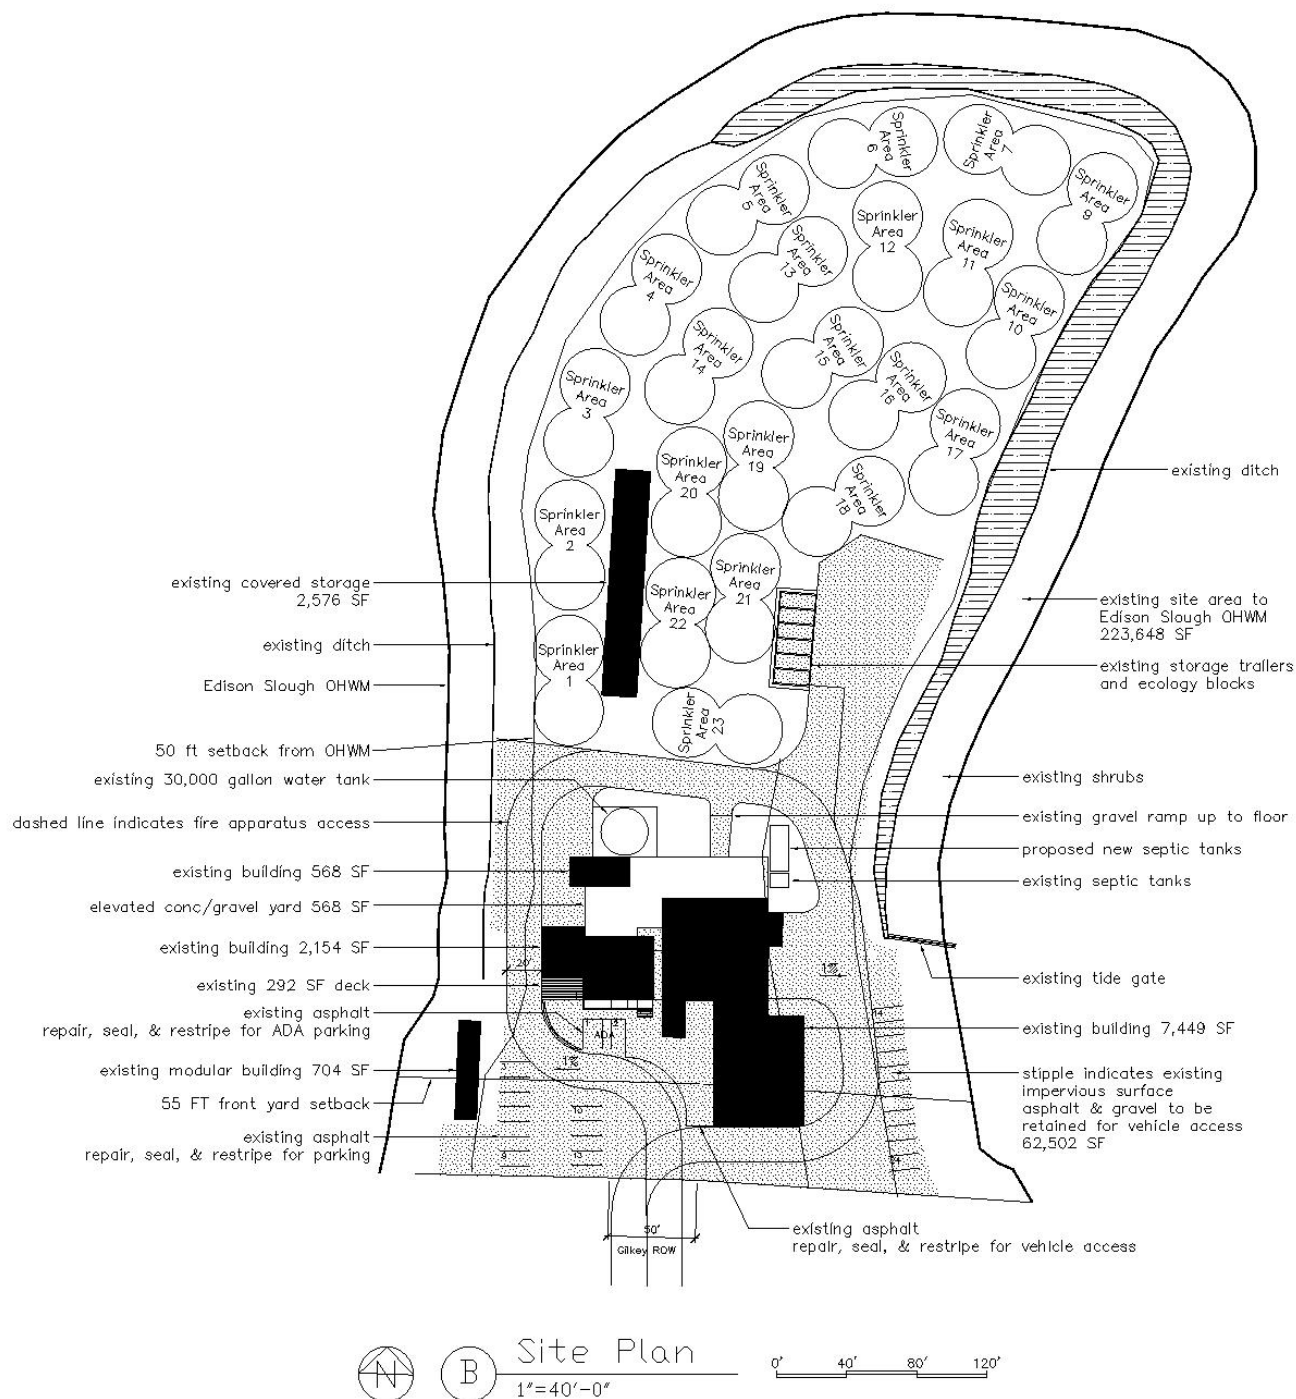 Sprinkler
Area
6
Sprinkler
Area
7
Sprinkler
Area
5
Sprinkler
Area
9
Sprinkler
Area
12
Sprinkler
Area
11
Sprinkler
Area
13
Sprinkler
Area
4
Sprinkler
Area
10
Sprinkler
Area
14
Sprinkler
Area
15
Sprinkler
Area
16
Sprinkler
Area
3
Sprinkler
Area
17
Sprinkler
Area
19
Sprinkler
Area
20
Sprinkler
Area
18
Sprinkler
Area
2
Sprinkler
Area
21
Sprinkler
Area
22
Sprinkler
Area
1
Sprinkler
Area
23
existing covered storage
2,576 SF
existing ditch
Edison Slough OHWM
50 ft setback from OHWM
existing 30,000 gallon water tank
dashed line indicates fire apparatus access
existing building 568 SF
elevated conc/gravel yard 568 SF
existing building 2,154 SF
existing 292 SF deck
existing asphalt
repair, seal, & restripe for ADA parking
existing modular building 704 SF
55 FT front yard setback
existing asphalt
repair, seal, & restripe for parking
existing ditch
existing site area to
Edison Slough OHWM
223,648 SF
existing storage trailers
and ecology blocks
existing shrubs
existing gravel ramp up to floor
proposed new septic tanks
existing septic tanks
existing tide gate
existing building 7,449 SF
stipple indicates existing
impervious surface
asphalt & gravel to be
retained for vehicle access
62,502 SF
existing asphalt
repair, seal, & restripe for vehicle access
20'
1%
ADA
2
1%
14
10
13
50'
Gilkey ROW
N
B
Site Plan
1"=40'-0"
0'
40'
80'
120'